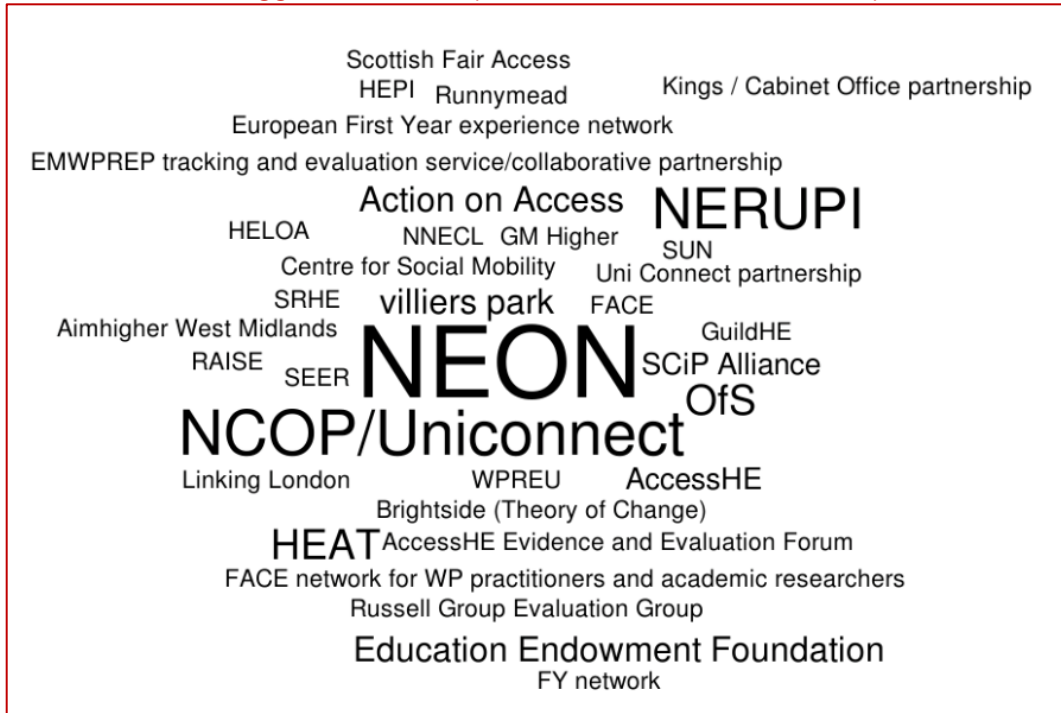 Scottish Fair Access
HEPI Runnymead Kings / Cabinet Office partnership
European First Year experience network
EMWPREP tracking and evaluation service/collaborative partnership
Action on Access NERUPI
HELOA NNECL GM Higher SUN
Centre for Social Mobility Uni Connect partnership
SRHE villiers park FACE
Aimhigher West Midlands GuildHE
RAISE SEER NEON SCiP Alliance
OfS
NCOP/Uniconnect
Linking London WPREU AccessHE
Brightside (Theory of Change)
HEAT AccessHE Evidence and Evaluation Forum
FACE network for WP practitioners and academic researchers
Russell Group Evaluation Group
Education Endowment Foundation
FY network